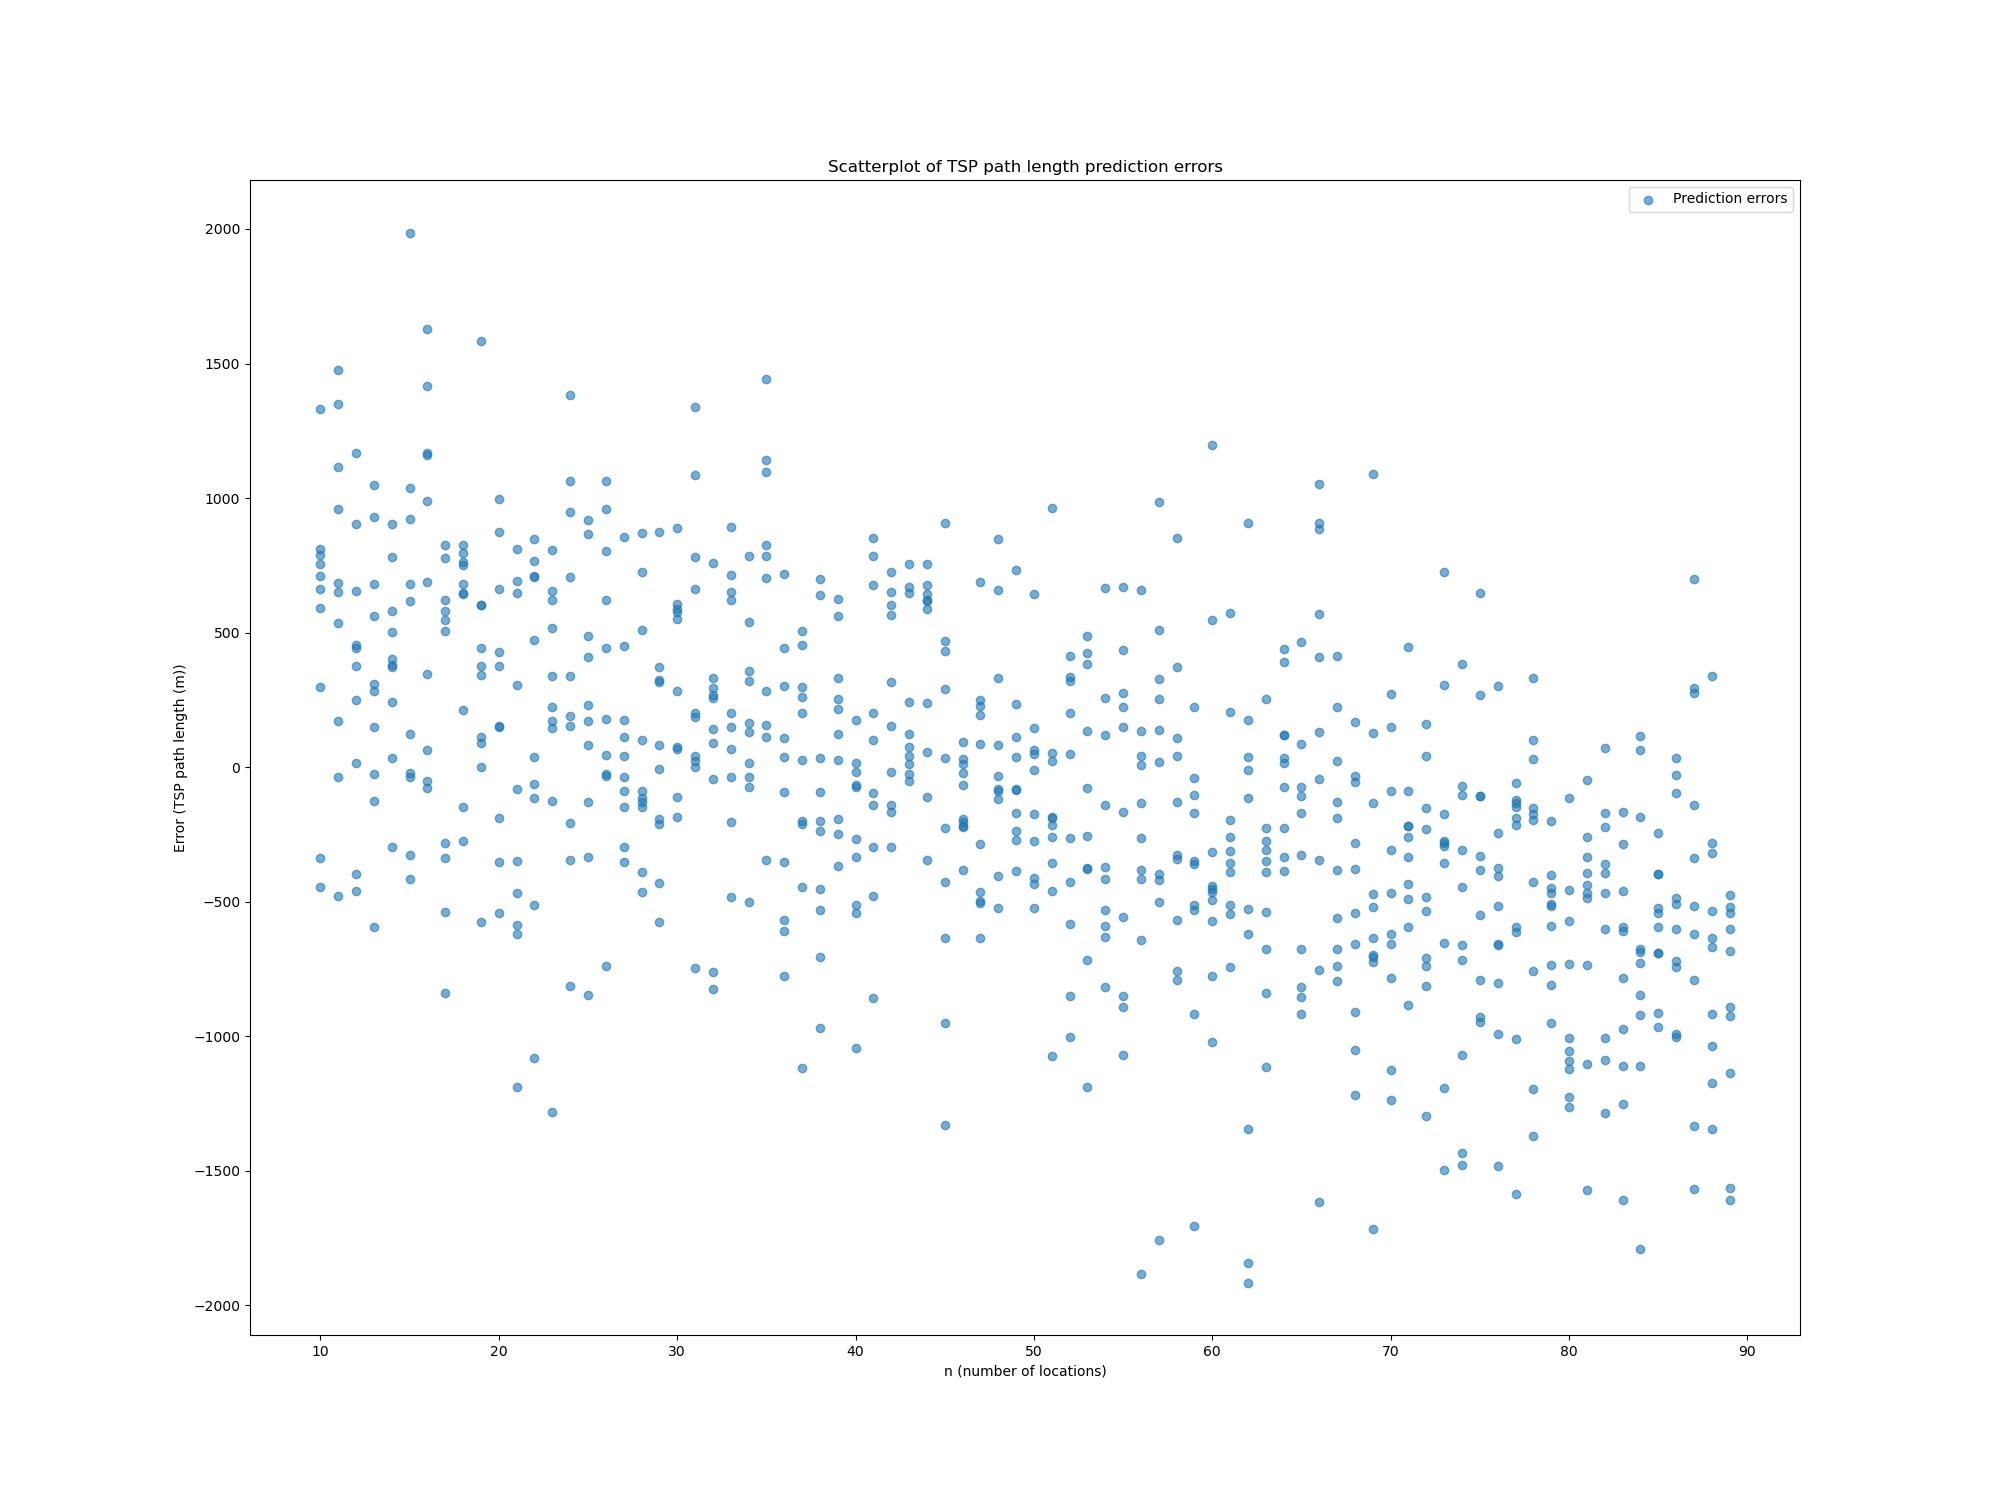 Scatterplot of TSP path length prediction errors
Prediction errors
2000
1500
1000
500
0
−500
−1000
−1500
−2000
Error (TSP path length (m))
10 20 30 40 50 60 70 80 90
n (number of locations)